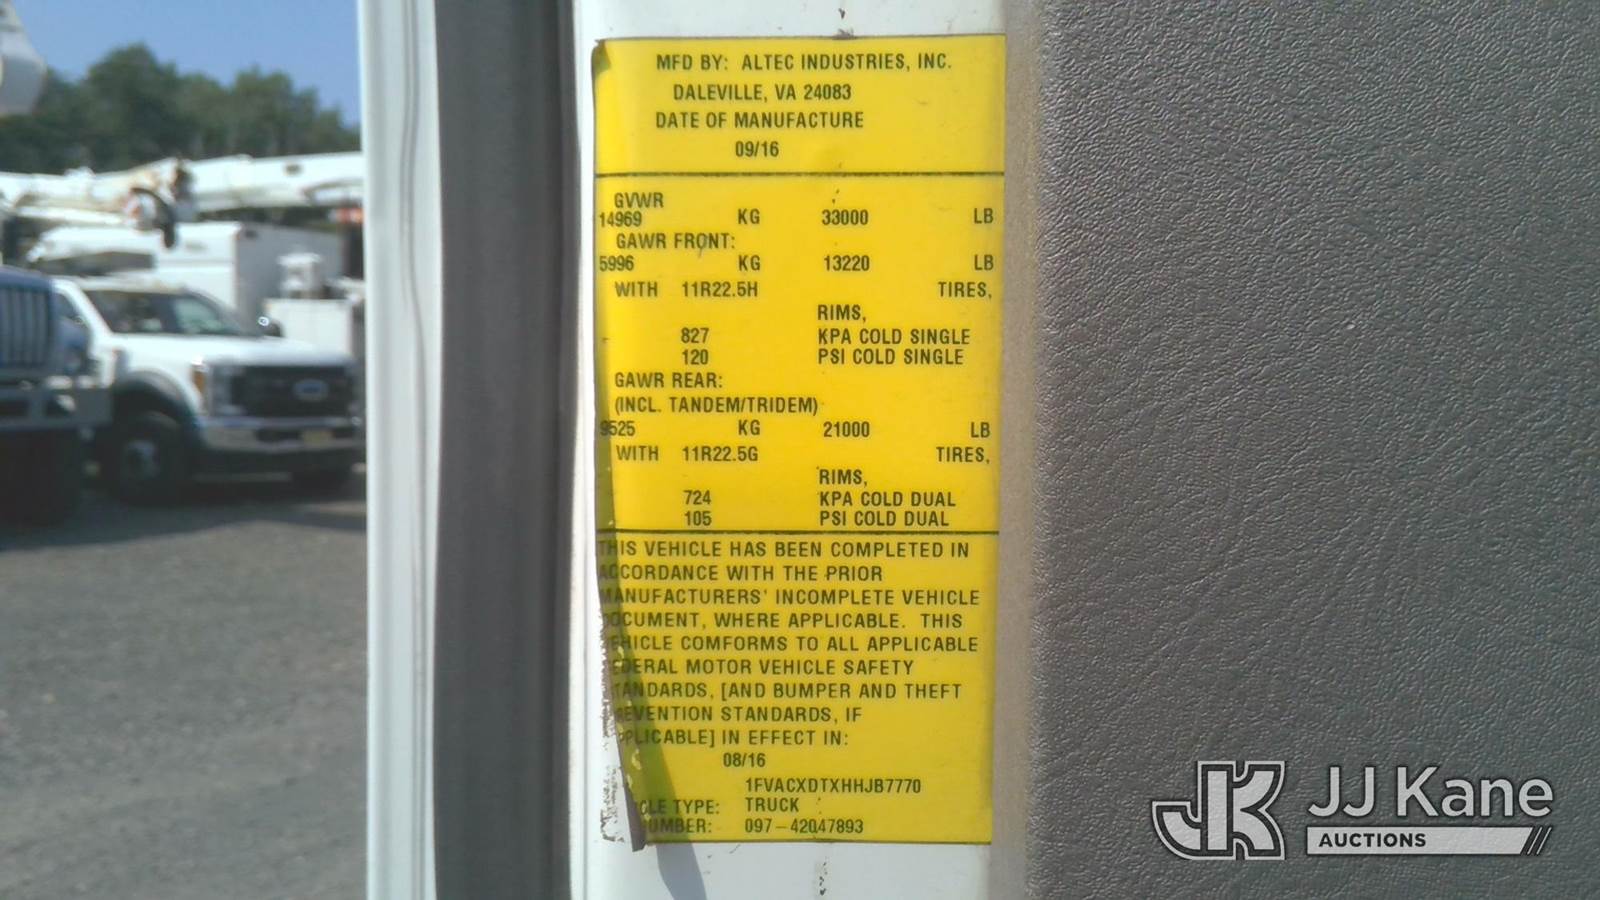 MFD BY: ALTEC INDUSTRIES, INC.
DALEVILLE, VA 24083
DATE OF MANUFACTURE
09/16
GVWR
14969 KG 33000 LB
GAWR FRONT:
5996 KG 13220 LB
WITH 11R22.5H TIRES,
RIMS,
827 KPA COLD SINGLE
120 PSI COLD SINGLE
GAWR REAR:
(INCL. TANDEM/TRIDEM)
9525 KG 21000 LB
WITH 11R22.5G TIRES,
RIMS,
724 KPA COLD DUAL
105 PSI COLD DUAL
THIS VEHICLE HAS BEEN COMPLETED IN
ACCORDANCE WITH THE PRIOR
MANUFACTURERS' INCOMPLETE VEHICLE
DOCUMENT, WHERE APPLICABLE. THIS
VEHICLE COMFORMS TO ALL APPLICABLE
FEDERAL MOTOR VEHICLE SAFETY
STANDARDS, [AND BUMPER AND THEFT
PREVENTION STANDARDS, IF
APPLICABLE] IN EFFECT IN:
08/16
1FVACXDTXHHJB7770
TYPE: TRUCK
097-42047893
JK JJ Kane
AUCTIONS